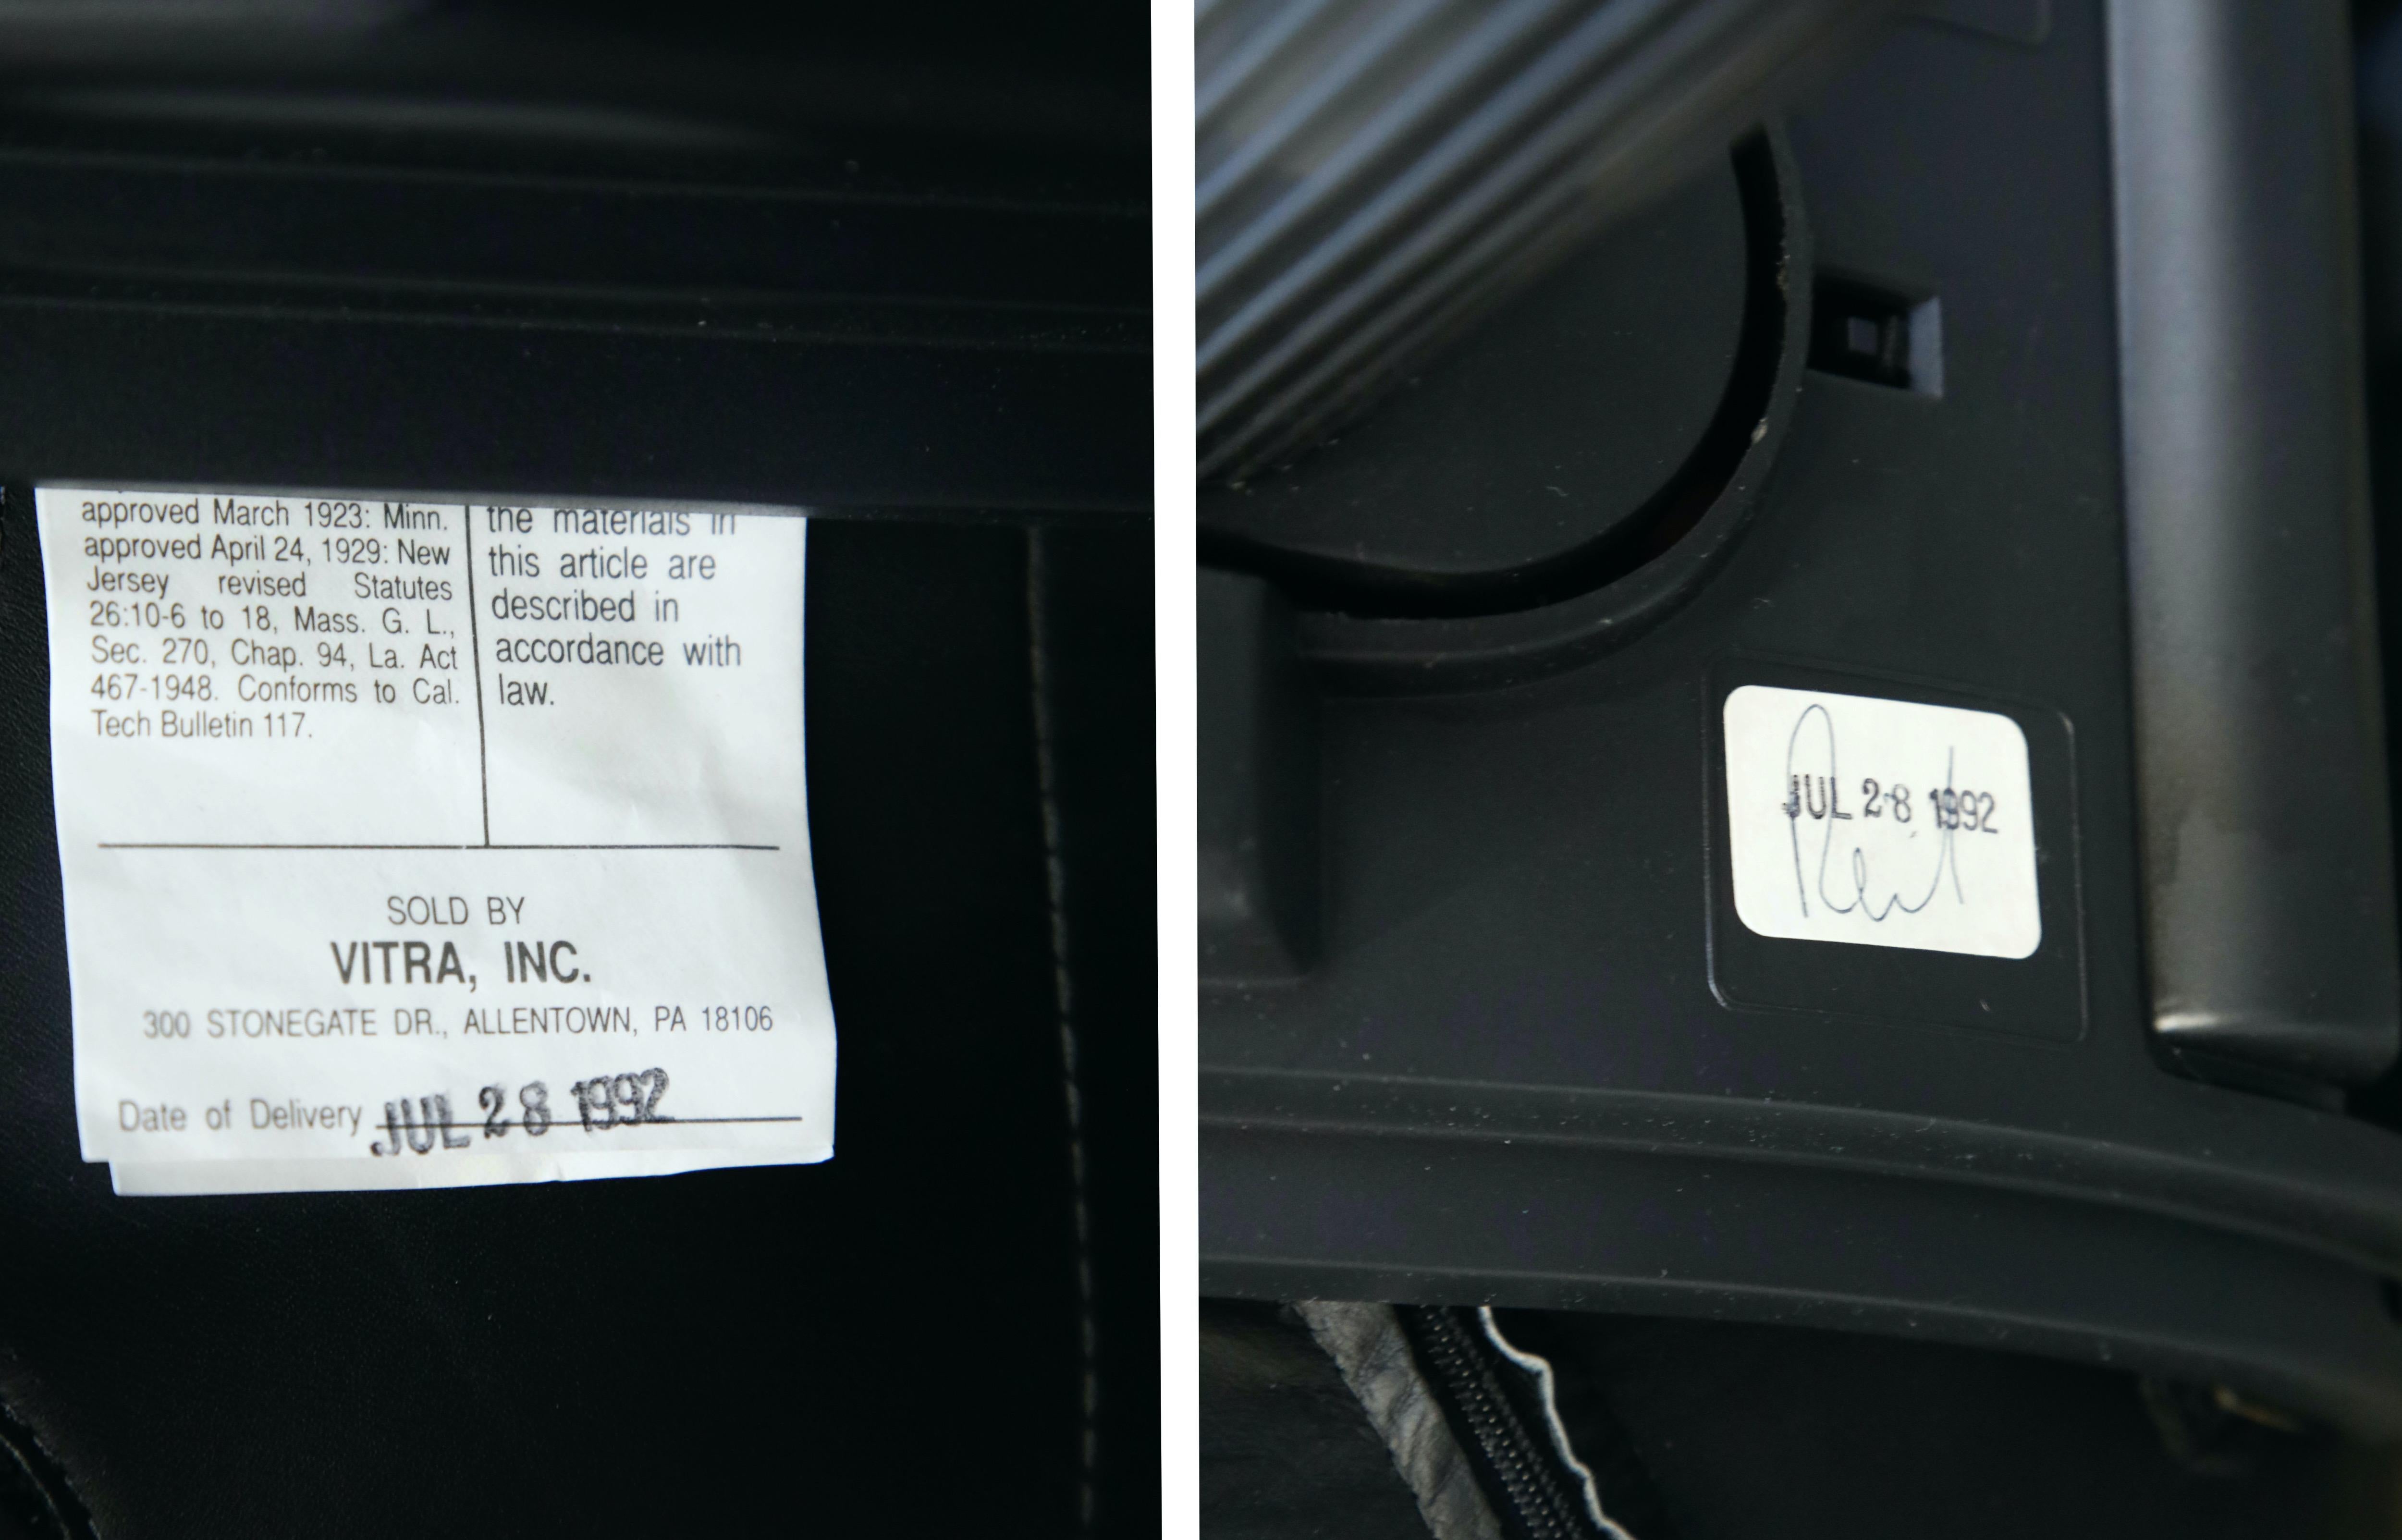 approved March 1923: Minn.
approved April 24, 1929: New
Jersey revised Statutes
26:10-6 to 18, Mass. G. L.,
Sec. 270, Chap. 94, La. Act
467-1948. Conforms to Cal.
Tech Bulletin 117.
the materials in
this article are
described in
accordance with
law.
SOLD BY
VITRA, INC.
300 STONEGATE DR., ALLENTOWN, PA 18106
Date of Delivery JUL 28 1992
JUL 28 1992